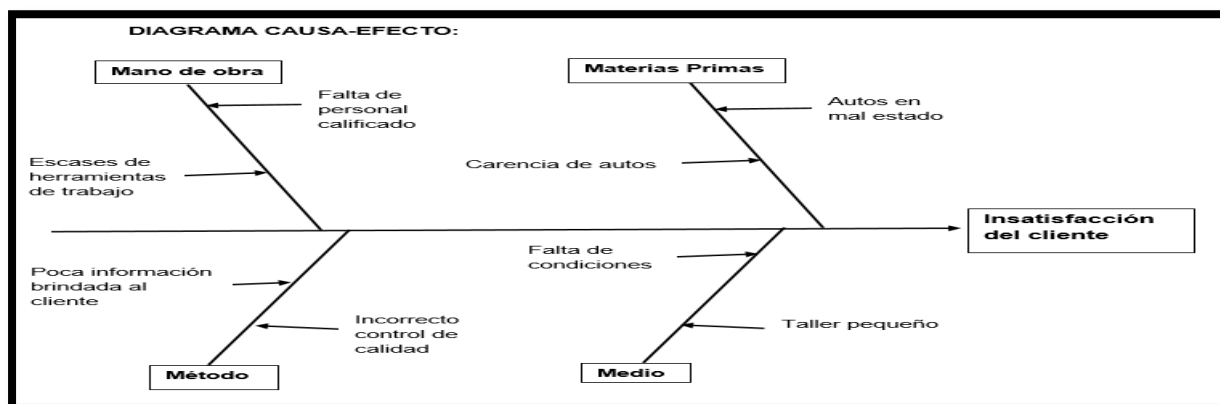 DIAGRAMA CAUSA-EFECTO:
Mano de obra
Materias Primas
Falta de
personal
calificado
Autos en
mal estado
Escases de
herramientas
de trabajo
Carencia de autos
Insatisfacción
del cliente
Poca información
brindada al
cliente
Falta de
condiciones
Incorrecto
control de
calidad
Taller pequeño
Método
Medio